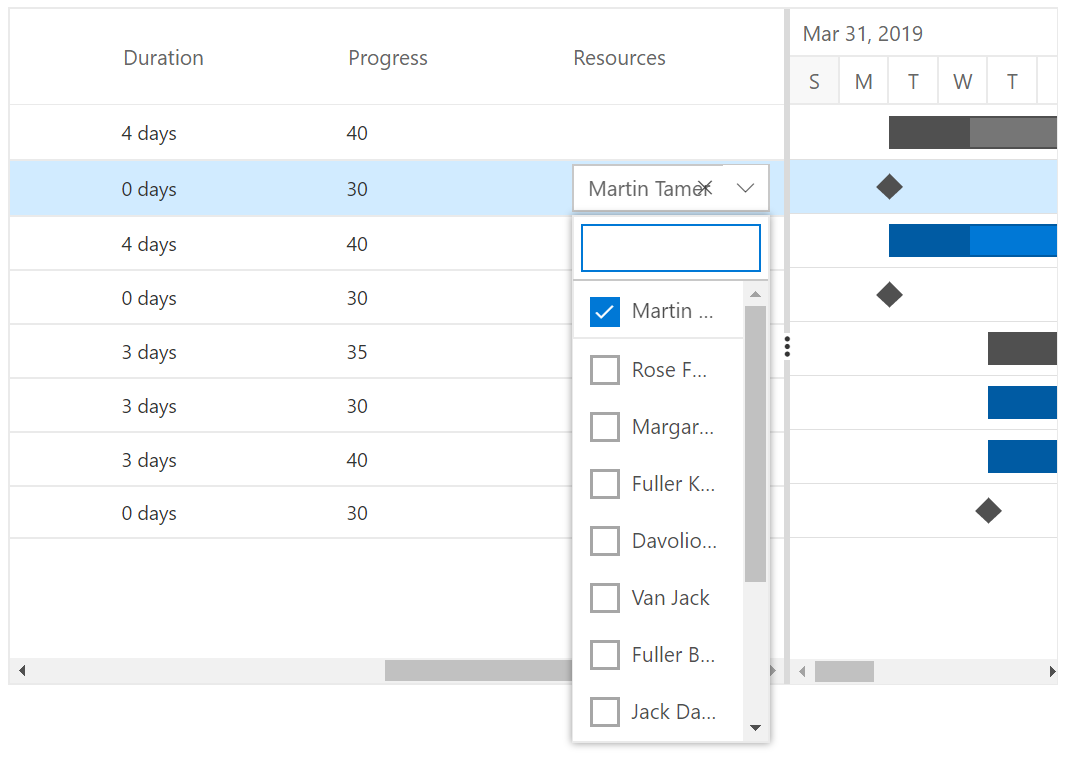 Mar 31, 2019
Duration Progress Resources
S M T W T
4 days 40
0 days 30 Martin Tamer
4 days 40
0 days 30
Martin ...
3 days 35
Rose F...
3 days 30
Margar...
3 days 40
Fuller K...
0 days 30
Davolio...
Van Jack
Fuller B...
Jack Da...